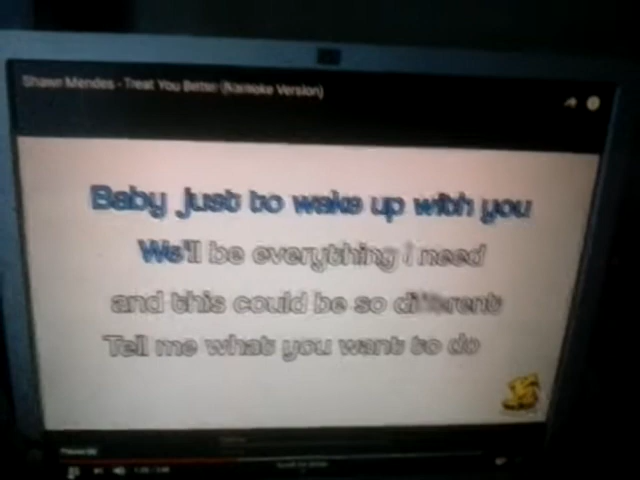 Shawn Mendes - Treat You Better (Karaoke Version)
Baby just to wake up with you
We'll be everything I need
and this could be so different
Tell me what you want to do